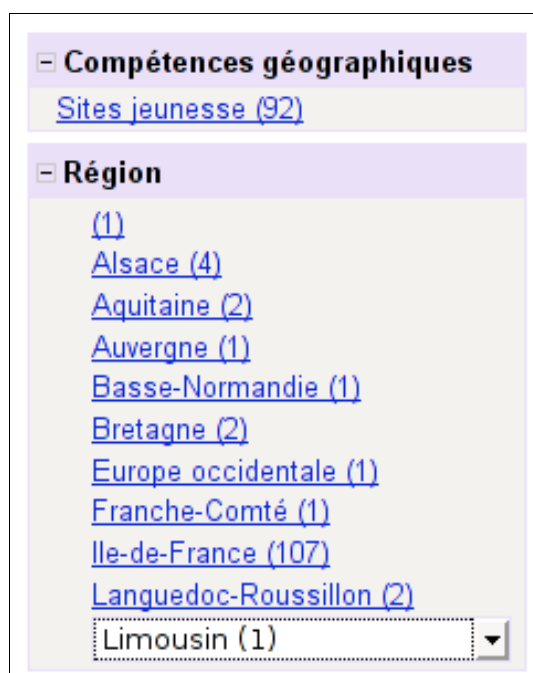 Compétences géographiques
Sites jeunesse (92)
Région
(1)
Alsace (4)
Aquitaine (2)
Auvergne (1)
Basse-Normandie (1)
Bretagne (2)
Europe occidentale (1)
Franche-Comté (1)
Ile-de-France (107)
Languedoc-Roussillon (2)
Limousin (1)